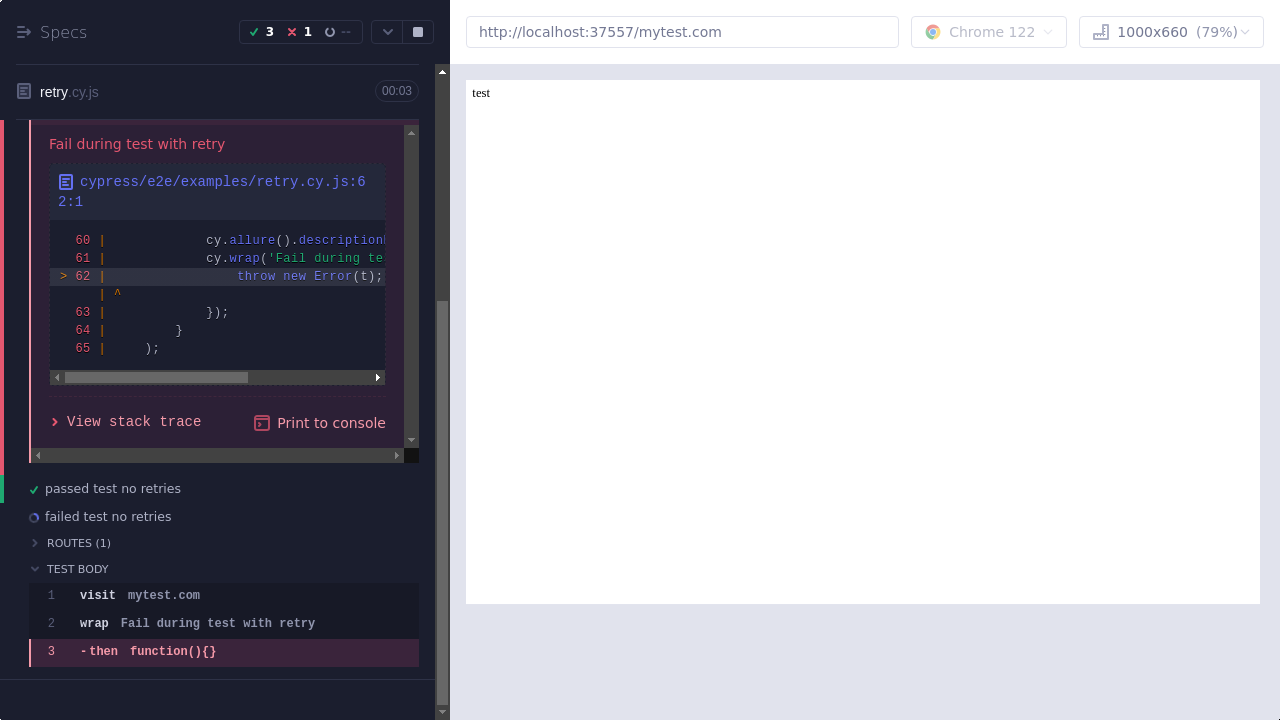 Specs
3 1 --
http://localhost:37557/mytest.com
Chrome 122
1000x660 (79%)
retry.cy.js
00:03
Fail during test with retry
cypress/e2e/examples/retry.cy.js:6
2:1
60 | cy.allure().description
61 | cy.wrap('Fail during te
> 62 | throw new Error(t);
| ^
63 | });
64 | }
65 | );
View stack trace
Print to console
passed test no retries
failed test no retries
ROUTES (1)
TEST BODY
1 visit mytest.com
2 wrap Fail during test with retry
3 -then function(){}
test